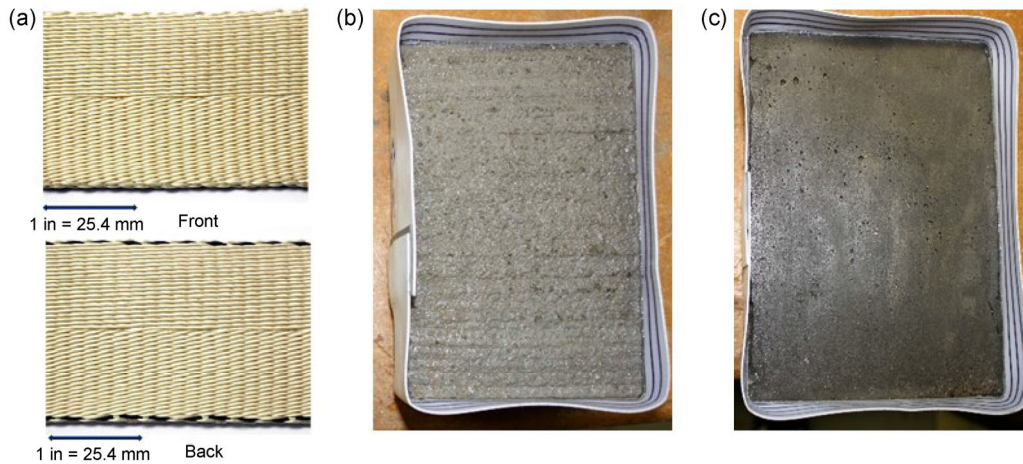 (a)
1 in = 25.4 mm
Front
1 in = 25.4 mm
Back
(b)
(c)